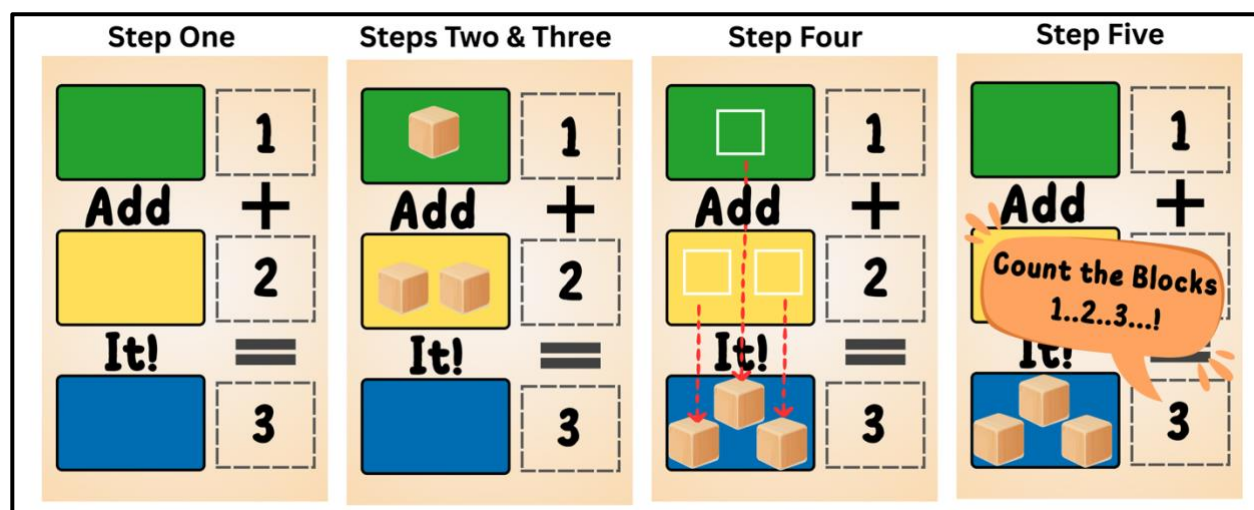 Step One
1
Add +
2
It! =
3
Steps Two & Three
1
Add +
2
It! =
3
Step Four
1
Add +
2
It! =
3
Step Five
1
Add +
Count the Blocks
1..2..3...!
It! =
3